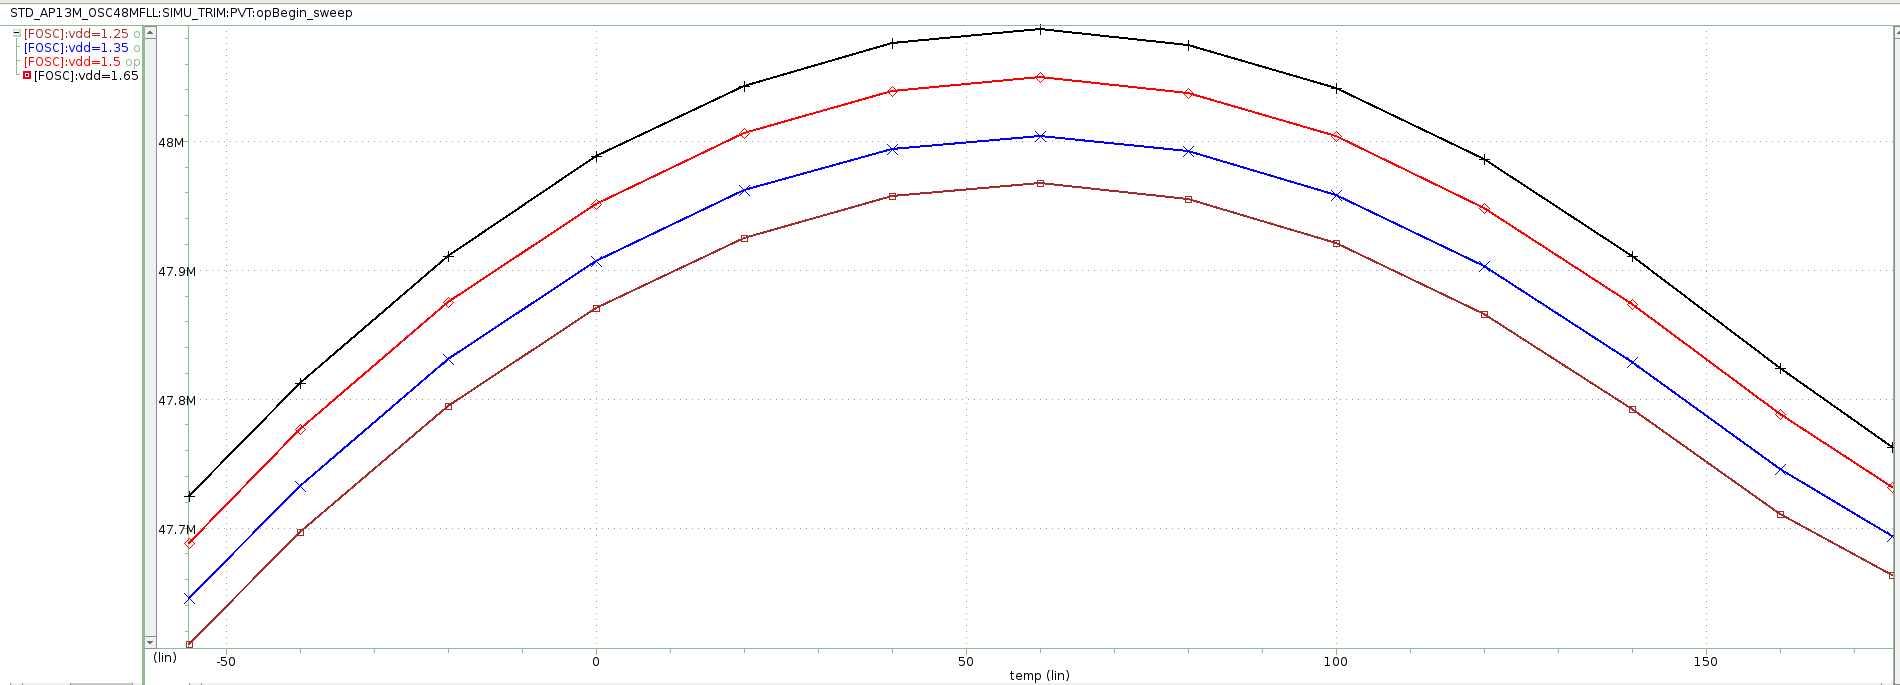 STD_AP13M_OSC48MFLL:SIMU_TRIM:PVT:opBegin_sweep
[FOSC]:vdd=1.25 o
[FOSC]:vdd=1.35 o
[FOSC]:vdd=1.5 op
[FOSC]:vdd=1.65
48M
47.9M
47.8M
47.7M
(lin)
-50 0 50 100 150
temp (lin)